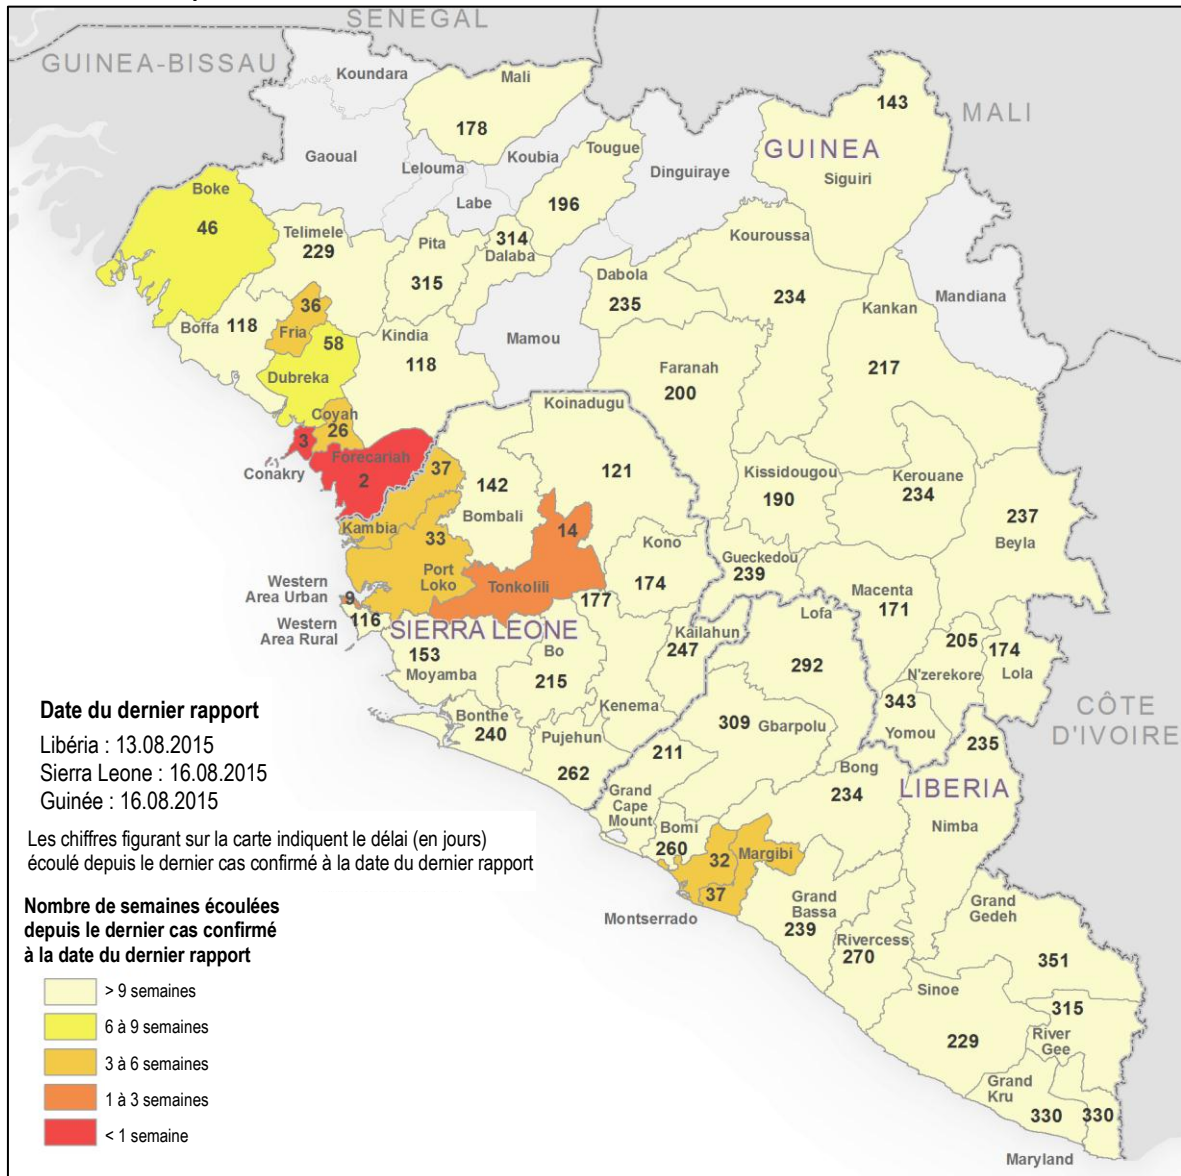 SENEGAL
GUINEA-BISSAU
Koundara
Mali
178
143
MALI
GUINEA
Siguiri
Gaoual
Lelouma
Koubia
Tougue
196
Dinguiraye
Labe
Boke
46
Telimele
229
Pita
315
314
Dalaba
Kouroussa
234
Dabola
235
Kankan
217
Mandiana
36
Fria
Boffa
118
58
Dubreka
Kindia
118
Mamou
Faranah
200
Coyah
26
3
Conakry
Forecariah
2
Koinadugu
121
37
Kambia
142
Bombali
Kissidougou
190
Kerouane
234
237
Beyla
33
Port
Loko
14
Tonkolili
Kono
174
Gueckedou
239
Macenta
171
Western
Area Urban
9
177
Western
Area Rural
116
SIERRA LEONE
Kailahun
247
Lofa
292
205
N'zerekore
174
Lola
153
Moyamba
Bo
215
Kenema
343
Yomou
CÔTE
D'IVOIRE
Bonthe
240
Pujehun
262
309
Gbarpolu
211
Grand
Cape
Mount
Bong
234
LIBERIA
235
Nimba
Bomi
260
32
Margibi
37
Montserrado
Grand
Bassa
239
Rivercess
270
Grand
Gedeh
351
Sinoe
229
315
River
Gee
Grand
Kru
330
330
Maryland
Date du dernier rapport
Libéria : 13.08.2015
Sierra Leone : 16.08.2015
Guinée : 16.08.2015
Les chiffres figurant sur la carte indiquent le délai (en jours)
écoulé depuis le dernier cas confirmé à la date du dernier rapport
Nombre de semaines écoulées
depuis le dernier cas confirmé
à la date du dernier rapport
> 9 semaines
6 à 9 semaines
3 à 6 semaines
1 à 3 semaines
< 1 semaine